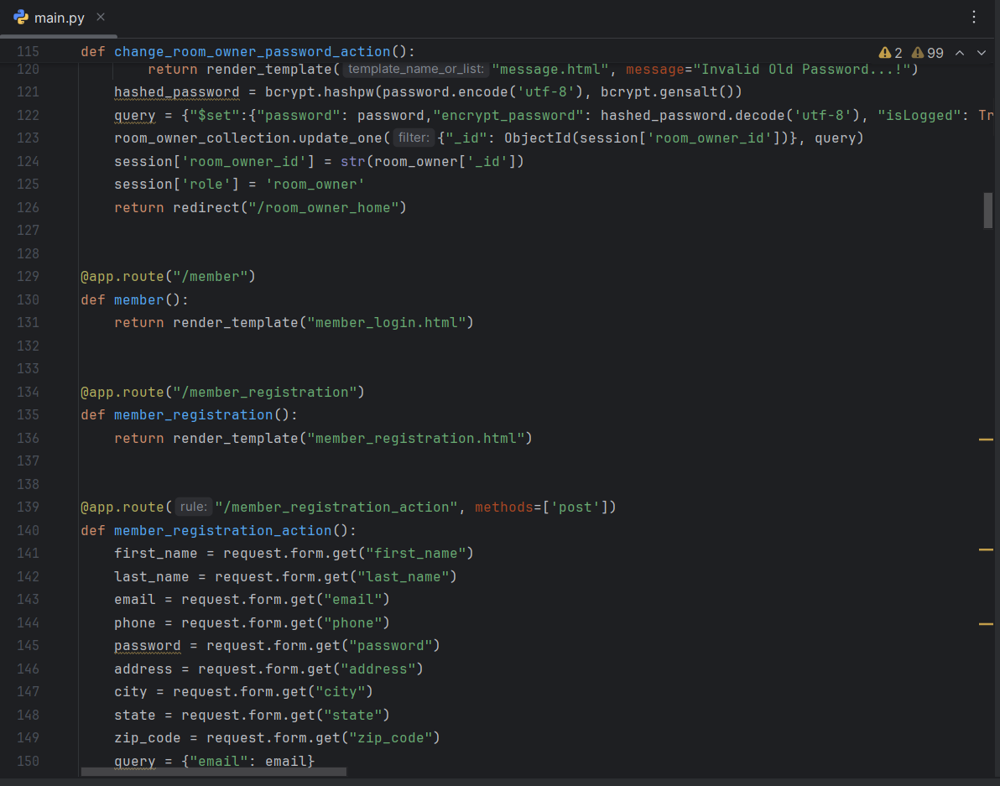 main.py
115 def change_room_owner_password_action():
2 99
120 return render_template( template_name_or_list: "message.html", message="Invalid Old Password...!")
121 hashed_password = bcrypt.hashpw(password.encode('utf-8'), bcrypt.gensalt())
122 query = {"$set":{"password": password,"encrypt_password": hashed_password.decode('utf-8'), "isLogged": Tr
123 room_owner_collection.update_one( filter: {"_id": ObjectId(session['room_owner_id'])}, query)
124 session['room_owner_id'] = str(room_owner['_id'])
125 session['role'] = 'room_owner'
126 return redirect("/room_owner_home")
127
128
129 @app.route("/member")
130 def member():
131 return render_template("member_login.html")
132
133
134 @app.route("/member_registration")
135 def member_registration():
136 return render_template("member_registration.html")
137
138
139 @app.route( rule: "/member_registration_action", methods=['post'])
140 def member_registration_action():
141 first_name = request.form.get("first_name")
142 last_name = request.form.get("last_name")
143 email = request.form.get("email")
144 phone = request.form.get("phone")
145 password = request.form.get("password")
146 address = request.form.get("address")
147 city = request.form.get("city")
148 state = request.form.get("state")
149 zip_code = request.form.get("zip_code")
150 query = {"email": email}